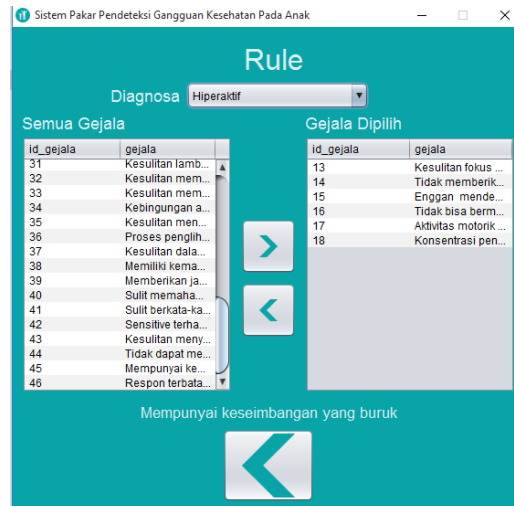 Sistem Pakar Pendeteksi Gangguan Kesehatan Pada Anak
Rule
Diagnosa Hiperaktif
Semua Gejala
id_gejala gejala
31 Kesulitan lamb...
32 Kesulitan mem...
33 Kesulitan mem...
34 Kebingungan a...
35 Kesulitan men...
36 Proses penglih...
37 Kesulitan dala...
38 Memiliki kema...
39 Memberikan ja...
40 Sulit memaha...
41 Sulit berkata-ka...
42 Sensitive terha...
43 Kesulitan meny...
44 Tidak dapat me...
45 Mempunyai ke...
46 Respon terbata...
Gejala Dipilih
id_gejala gejala
13 Kesulitan fokus ...
14 Tidak memberik...
15 Enggan mende...
16 Tidak bisa berm...
17 Aktivitas motorik ...
18 Konsentrasi pen...
Mempunyai keseimbangan yang buruk